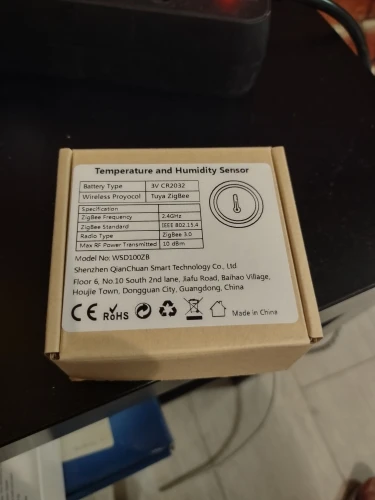 Temperature and Humidity Sensor
Battery Type 3V CR2032
Wireless Proyocol Tuya ZigBee
Specification
ZigBee Frequency 2.4GHz
ZigBee Standard IEEE 802.15.4
Radio Type ZigBee 3.0
Max RF Power Transmitted 10 dBm
Model No: WSD100ZB
Shenzhen QianChuan Smart Technology Co., Ltd
Floor 6, No.10 South 2nd lane, Jiafu Road, Baihao Village,
Houjie Town, Dongguan City, Guangdong, China
CE RoHS Made in China